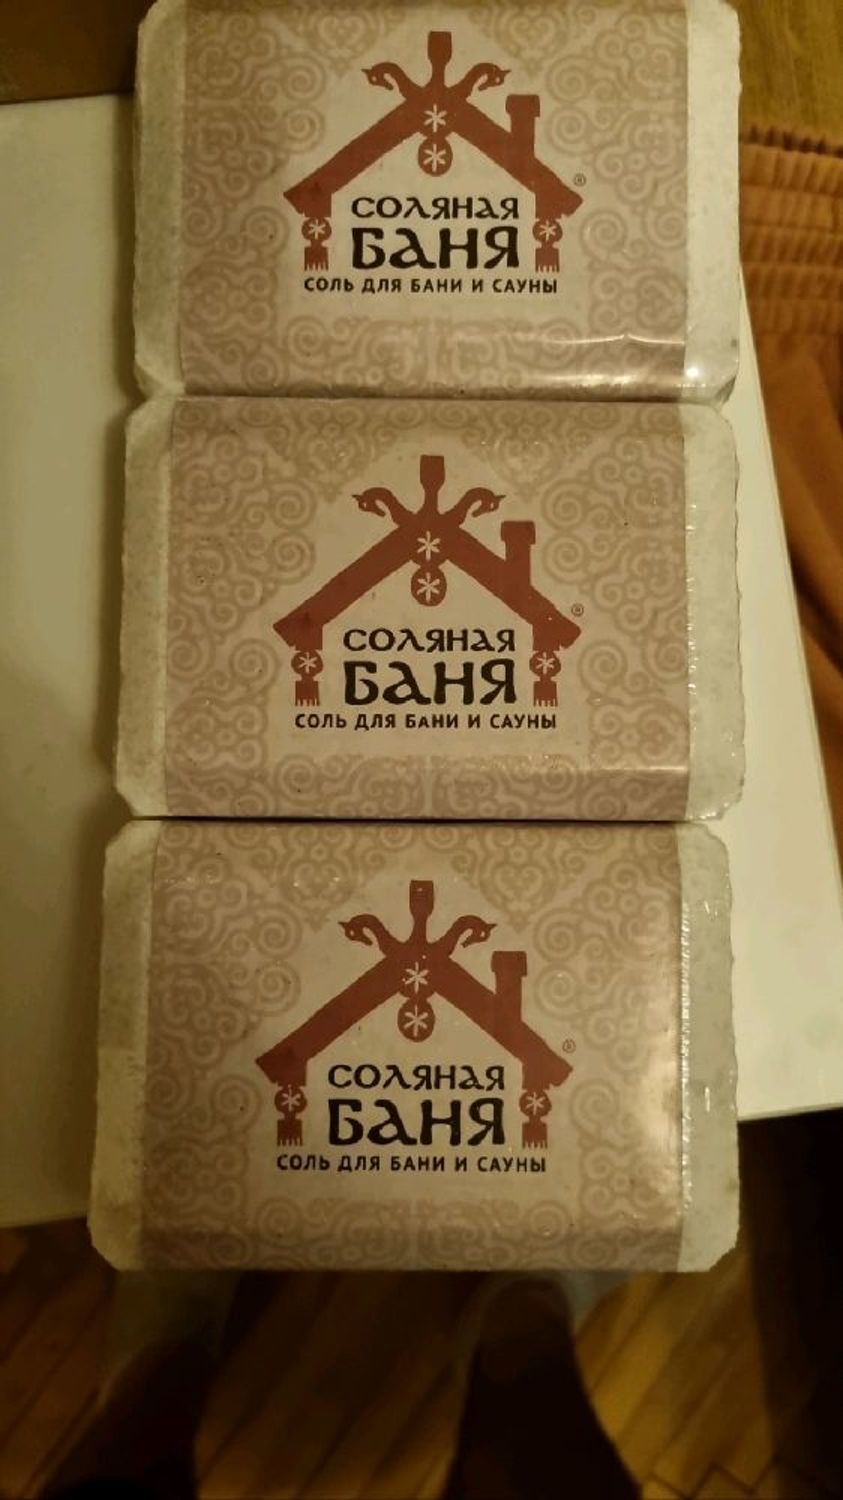 СОЛЯНАЯ
БАНЯ
®
СОЛЬ ДЛЯ БАНИ И САУНЫ
СОЛЯНАЯ
БАНЯ
®
СОЛЬ ДЛЯ БАНИ И САУНЫ
СОЛЯНАЯ
БАНЯ
®
СОЛЬ ДЛЯ БАНИ И САУНЫ